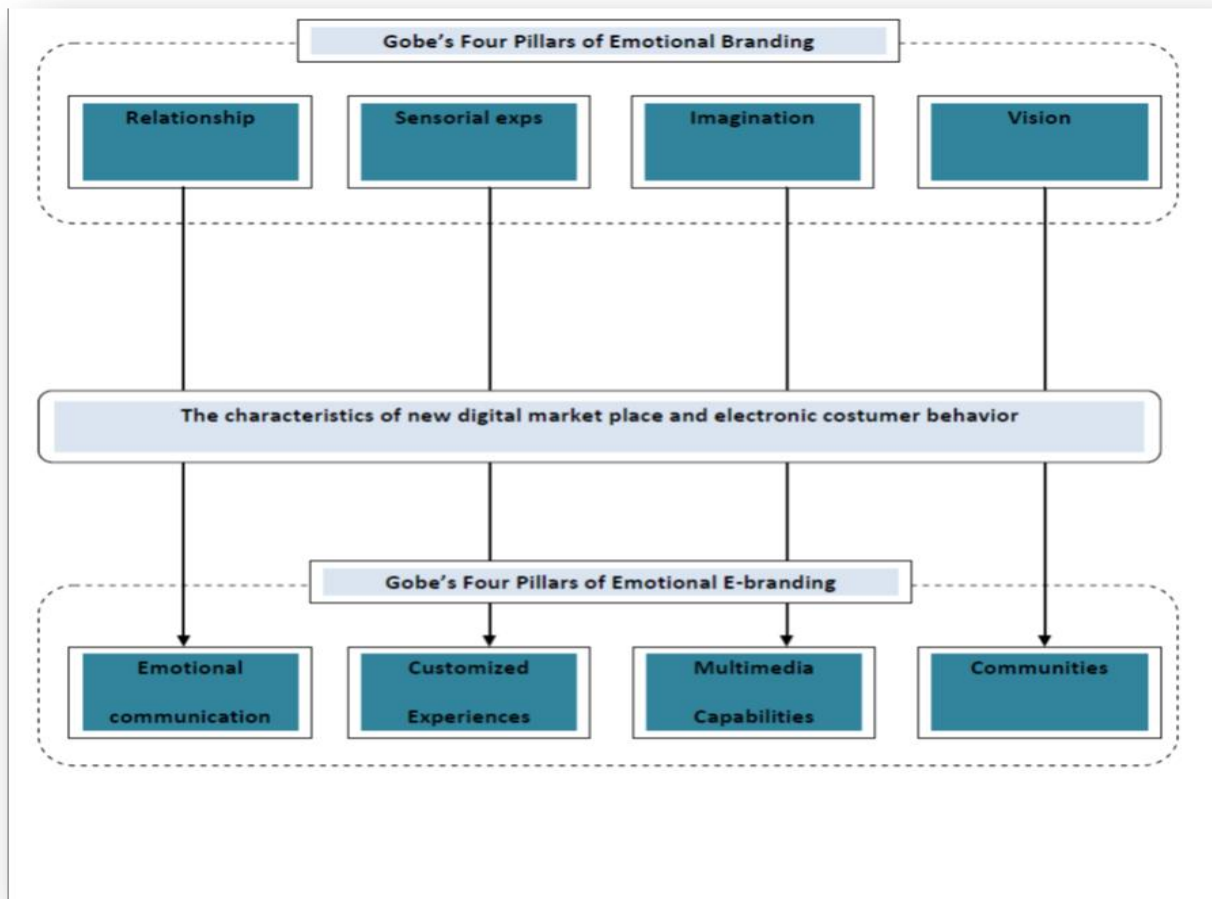 Gobe's Four Pillars of Emotional Branding
Relationship
Sensorial exps
Imagination
Vision
The characteristics of new digital market place and electronic costumer behavior
Gobe's Four Pillars of Emotional E-branding
Emotional
communication
Customized
Experiences
Multimedia
Capabilities
Communities